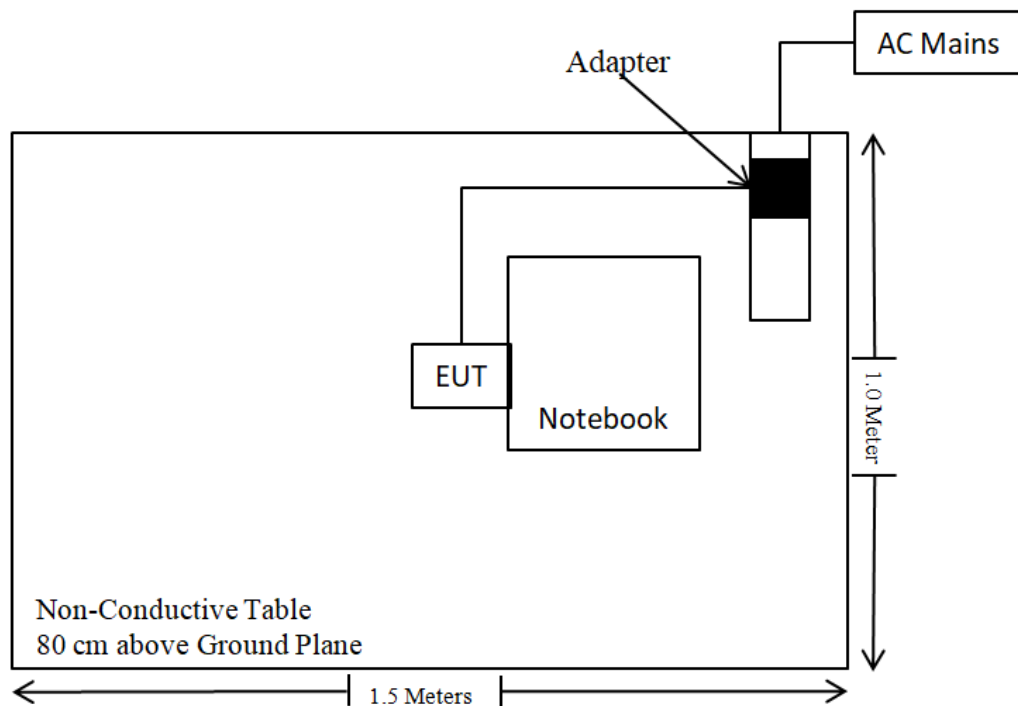 AC Mains
Adapter
EUT
Notebook
1.0 Meter
Non-Conductive Table
80 cm above Ground Plane
1.5 Meters